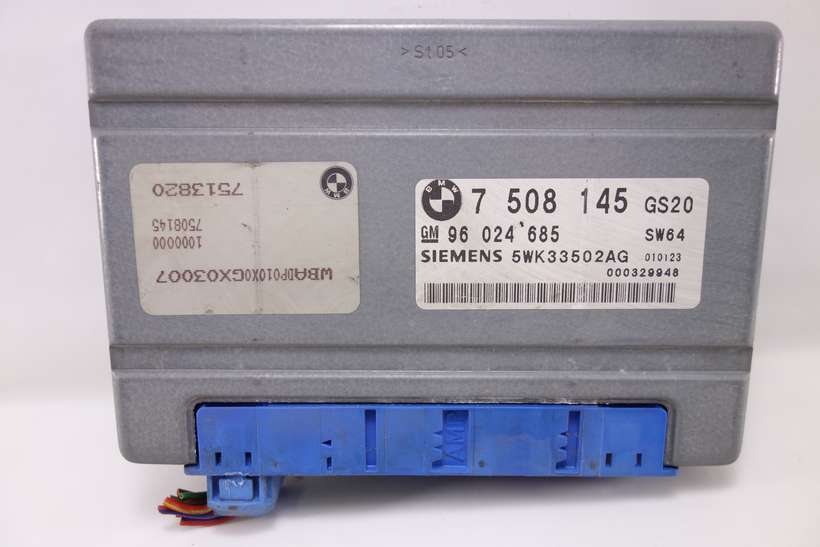 >St05<
7513820
7508145
1000000
WBADP010X0GX03007
BMW
BMW
7 508 145 GS20
GM 96 024 685 SW64
SIEMENS 5WK33502AG 010123
000329948
AMP